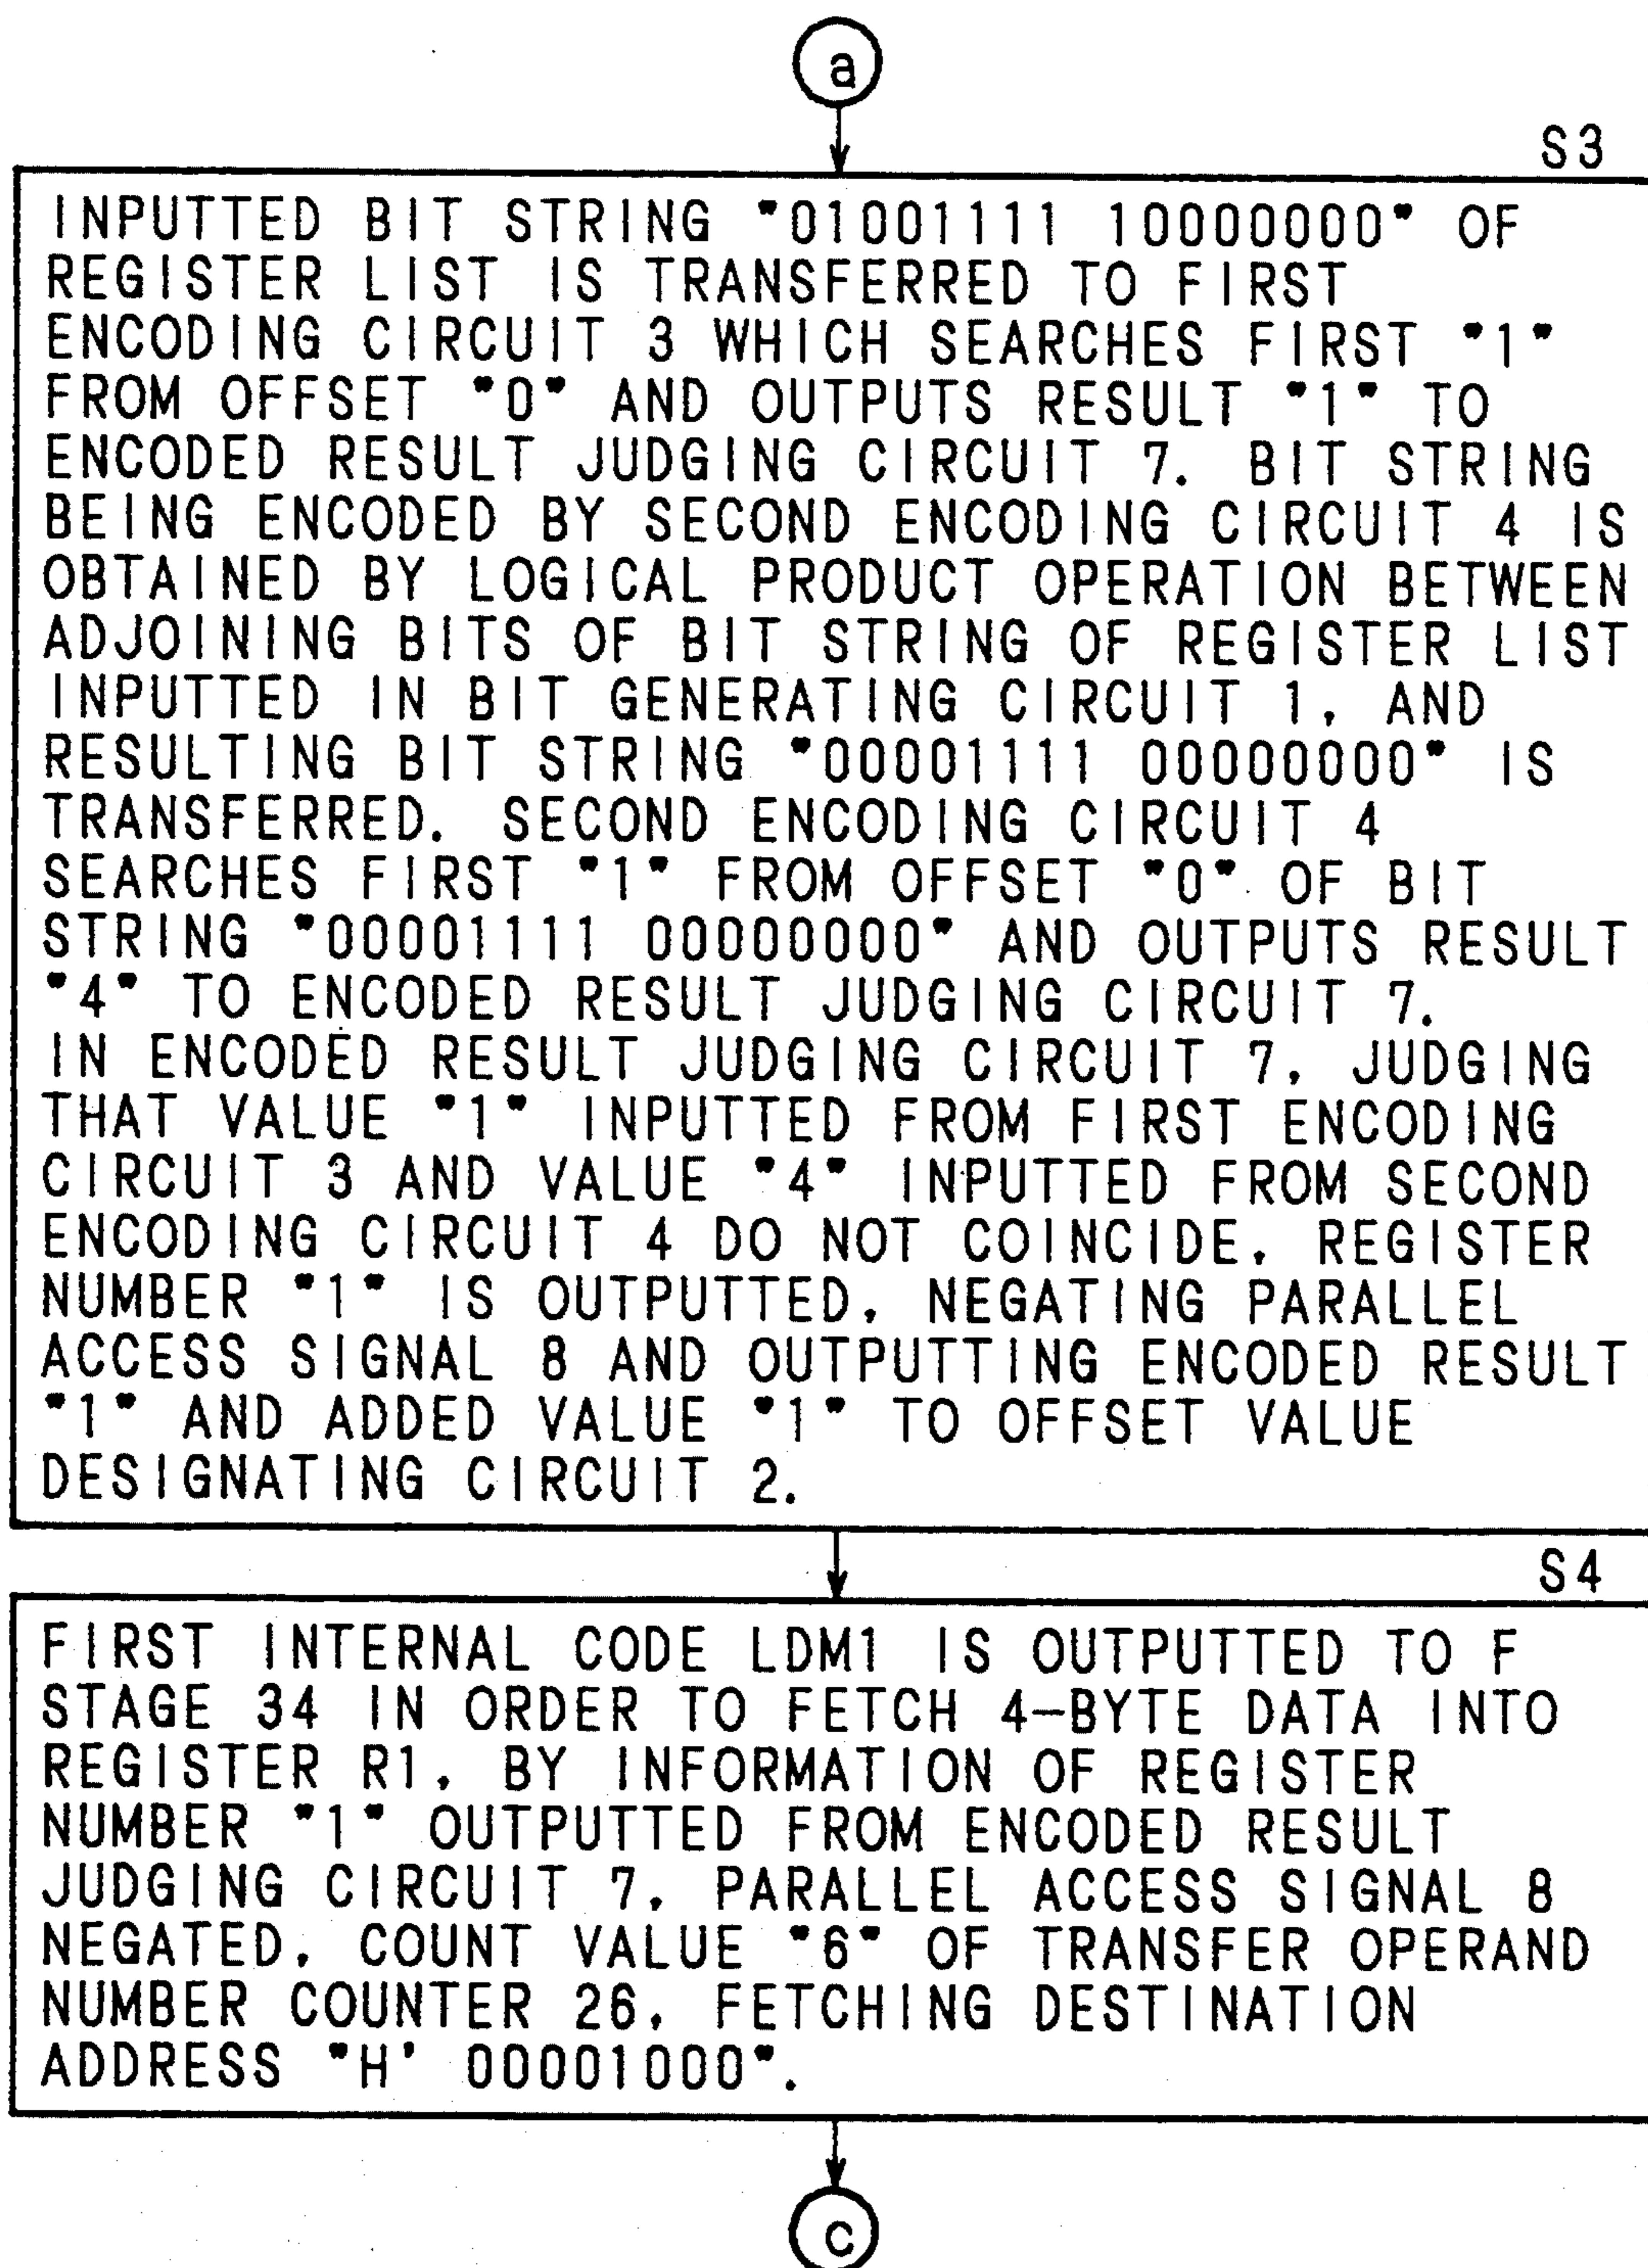 a
S3
INPUTTED BIT STRING "01001111 10000000" OF
REGISTER LIST IS TRANSFERRED TO FIRST
ENCODING CIRCUIT 3 WHICH SEARCHES FIRST "1"
FROM OFFSET "0" AND OUTPUTS RESULT "1" TO
ENCODED RESULT JUDGING CIRCUIT 7. BIT STRING
BEING ENCODED BY SECOND ENCODING CIRCUIT 4 IS
OBTAINED BY LOGICAL PRODUCT OPERATION BETWEEN
ADJOINING BITS OF BIT STRING OF REGISTER LIST
INPUTTED IN BIT GENERATING CIRCUIT 1, AND
RESULTING BIT STRING "00001111 00000000" IS
TRANSFERRED. SECOND ENCODING CIRCUIT 4
SEARCHES FIRST "1" FROM OFFSET "0" OF BIT
STRING "00001111 00000000" AND OUTPUTS RESULT
"4" TO ENCODED RESULT JUDGING CIRCUIT 7.
IN ENCODED RESULT JUDGING CIRCUIT 7, JUDGING
THAT VALUE "1" INPUTTED FROM FIRST ENCODING
CIRCUIT 3 AND VALUE "4" INPUTTED FROM SECOND
ENCODING CIRCUIT 4 DO NOT COINCIDE, REGISTER
NUMBER "1" IS OUTPUTTED, NEGATING PARALLEL
ACCESS SIGNAL 8 AND OUTPUTTING ENCODED RESULT
"1" AND ADDED VALUE "1" TO OFFSET VALUE
DESIGNATING CIRCUIT 2.
S4
FIRST INTERNAL CODE LDM1 IS OUTPUTTED TO F
STAGE 34 IN ORDER TO FETCH 4-BYTE DATA INTO
REGISTER R1, BY INFORMATION OF REGISTER
NUMBER "1" OUTPUTTED FROM ENCODED RESULT
JUDGING CIRCUIT 7, PARALLEL ACCESS SIGNAL 8
NEGATED, COUNT VALUE "6" OF TRANSFER OPERAND
NUMBER COUNTER 26, FETCHING DESTINATION
ADDRESS "H' 00001000".
c